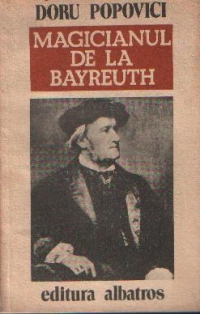 DORU POPOVICI
MAGICIANUL
DE LA
BAYREUTH
editura albatros